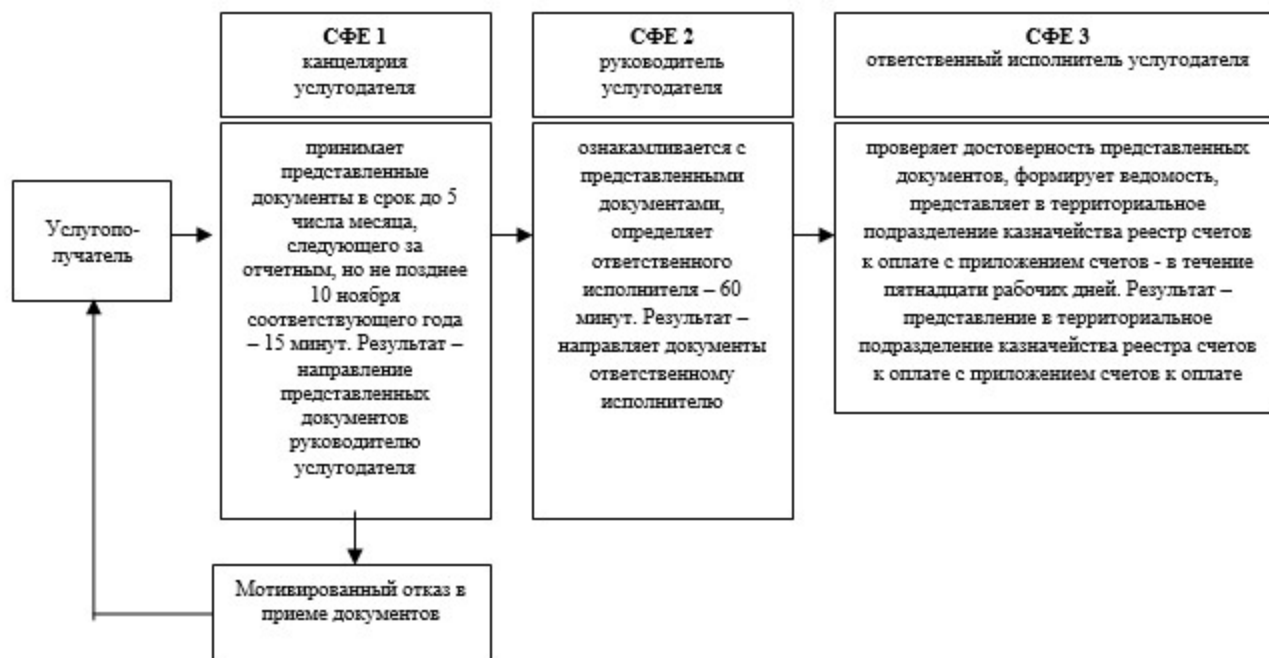 СФЕ 1
канцелярия
услугодателя
СФЕ 2
руководитель
услугодателя
СФЕ 3
ответственный исполнитель услугодателя
Услугопо-
лучатель
принимает
представленные
документы в срок до 5
числа месяца,
следующего за
отчетным, но не позднее
10 ноября
соответствующего года
– 15 минут. Результат –
направление
представленных
документов
руководителю
услугодателя
ознакамливается с
представленными
документами,
определяет
ответственного
исполнителя – 60
минут. Результат –
направляет документы
ответственному
исполнителю
проверяет достоверность представленных
документов, формирует ведомость,
представляет в территориальное
подразделение казначейства реестр счетов
к оплате с приложением счетов - в течение
пятнадцати рабочих дней. Результат –
представление в территориальное
подразделение казначейства реестра счетов
к оплате с приложением счетов к оплате
Мотивированный отказ в
приеме документов